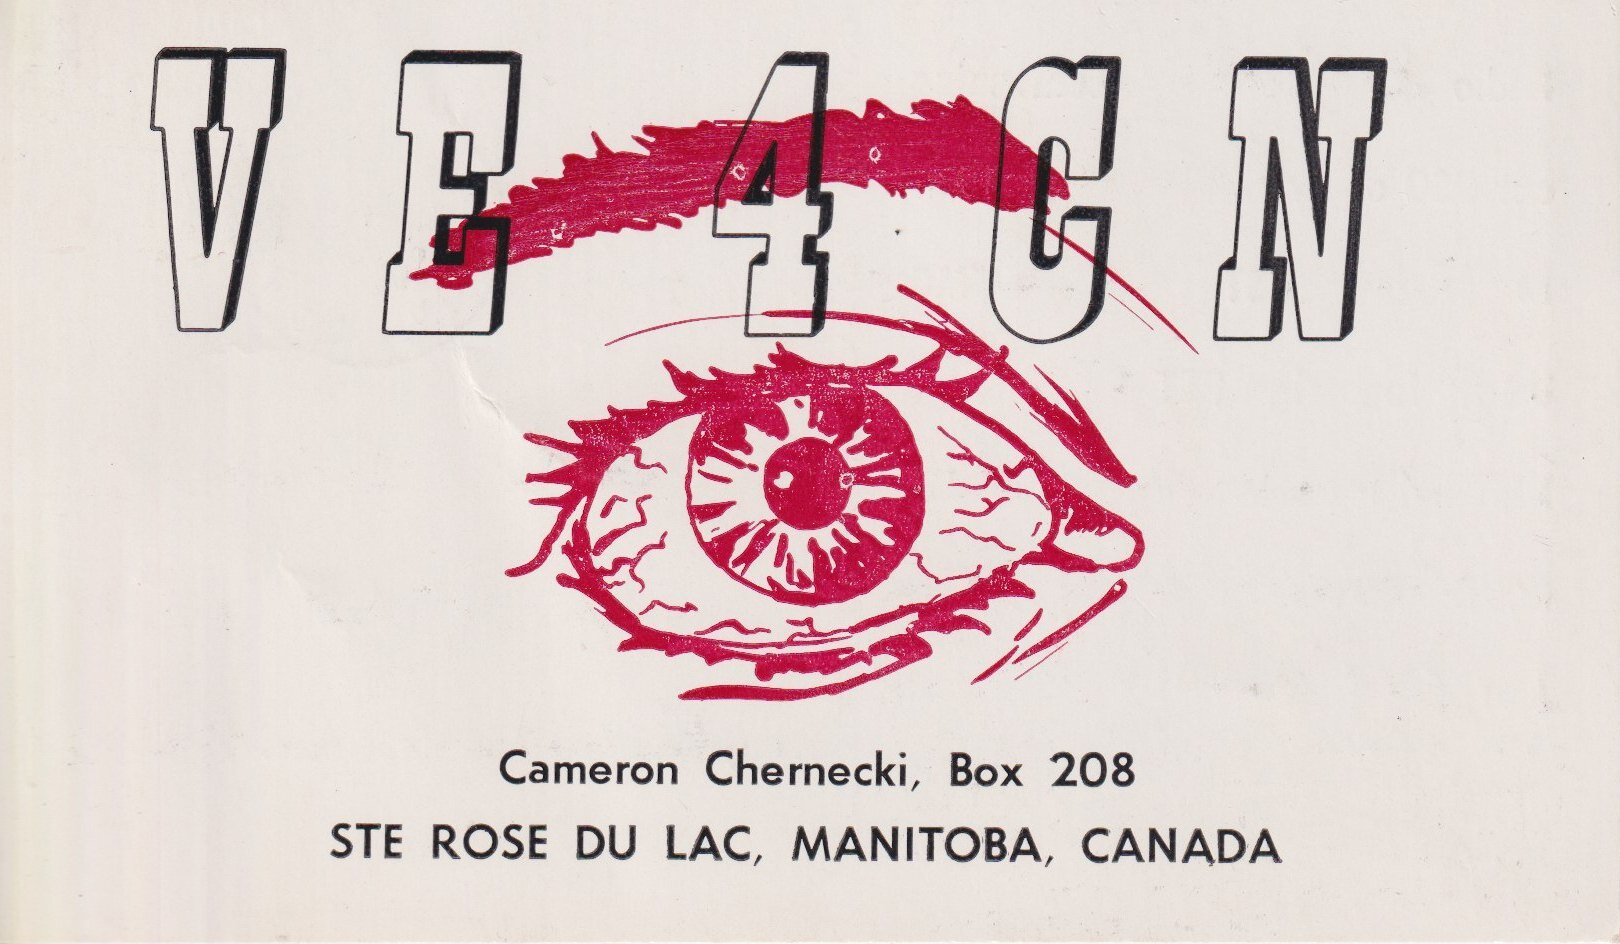 VE4CN
Cameron Chernecki, Box 208
STE ROSE DU LAC, MANITOBA, CANADA